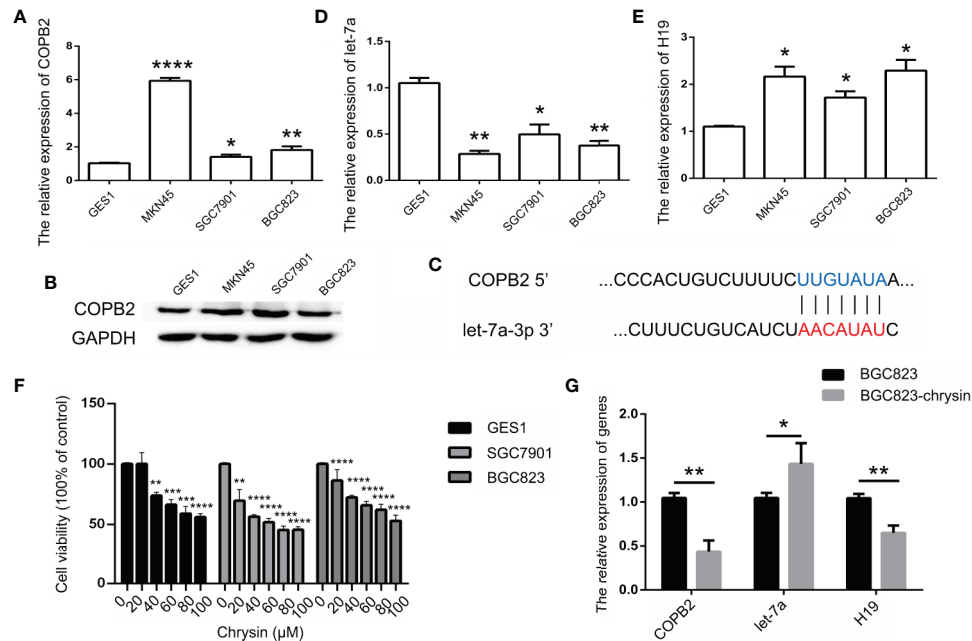 A
The relative expression of COPB2
8
6
4
2
0
****
*
**
GES1
MKN45
SGC7901
BGC823
D
The relative expression of let-7a
1.5
1.0
0.5
0.0
**
*
**
GES1
MKN45
SGC7901
BGC823
E
The relative expression of H19
3
2
1
0
*
*
*
GES1
MKN45
SGC7901
BGC823
B
GES1
MKN45
SGC7901
BGC823
COPB2
GAPDH
C
COPB2 5’ ...CCCACUGUCUUUUCUUGUAUAA...
let-7a-3p 3’ ...CUUUCUGUCAUCUAACAUAUC
F
Cell viability (100% of control)
150
100
50
0
** *** *** ****
** **** **** **** ****
**** **** **** **** ****
0 20 40 60 80 100 0 20 40 60 80 100 0 20 40 60 80 100
Chrysin (μM)
GES1
SGC7901
BGC823
G
BGC823
BGC823-chrysin
The relative expression of genes
2.0
1.5
1.0
0.5
0.0
**
*
**
COPB2
let-7a
H19